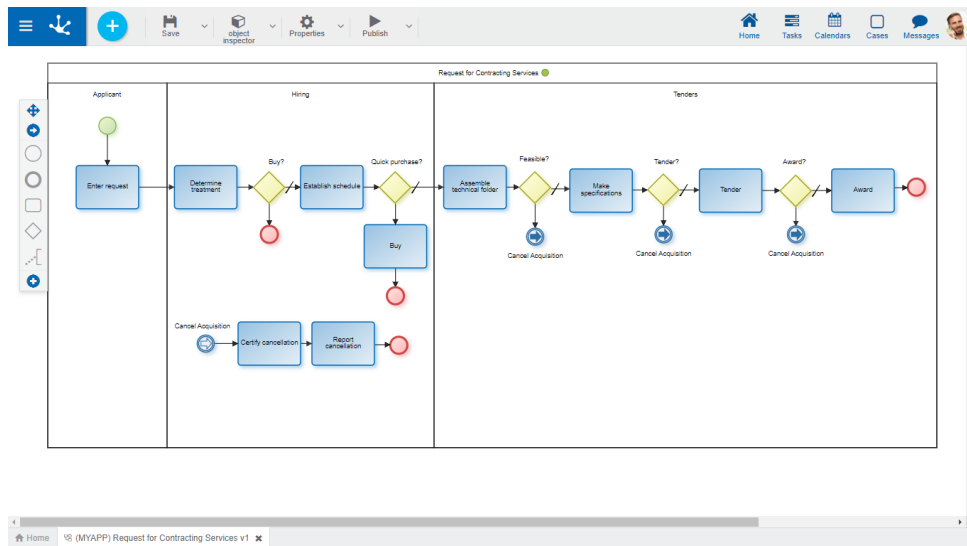 Save
object
inspector
Properties
Publish
Home
Tasks
Calendars
Cases
Messages
Request for Contracting Services
Applicant
Hiring
Tenders
Enter request
Determine
treatment
Buy?
Establish schedule
Quick purchase?
Buy
Assemble
technical folder
Feasible?
Cancel Acquisition
Make
specifications
Tender?
Cancel Acquisition
Tender
Award?
Cancel Acquisition
Award
Cancel Acquisition
Certify cancellation
Report
cancellation
Home
(MYAPP) Request for Contracting Services v1